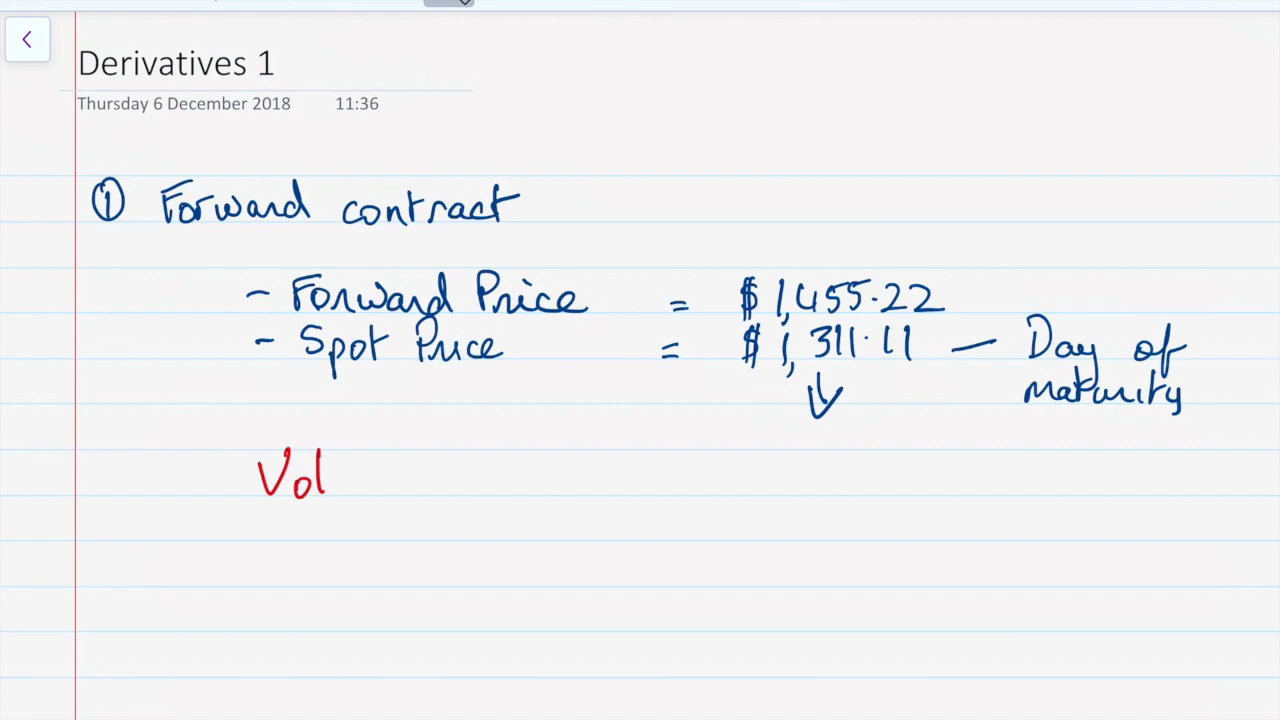 Derivatives 1
Thursday 6 December 2018 11:36
① Forward contract
- Forward Price = $1,455.22
- Spot Price = $1,311.11 — Day of
maturity
Vol